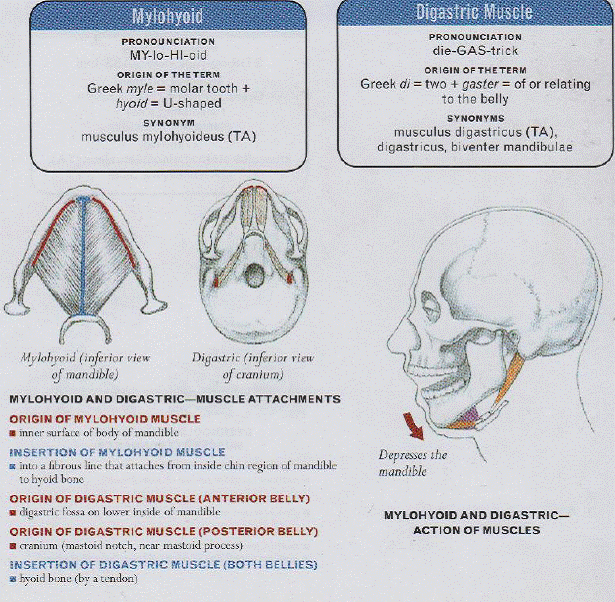 Mylohyoid
PRONOUNCIATION
MY-lo-HI-oid
ORIGIN OF THE TERM
Greek myle = molar tooth +
hyoid = U-shaped
SYNONYM
musculus mylohyoideus (TA)
Digastric Muscle
PRONOUNCIATION
die-GAS-trick
ORIGIN OF THE TERM
Greek di = two + gaster = of or relating
to the belly
SYNONYMS
musculus digastricus (TA),
digastricus, biventer mandibulae
Mylohyoid (inferior view
of mandible)
Digastric (inferior view
of cranium)
MYLOHYOID AND DIGASTRIC—MUSCLE ATTACHMENTS
ORIGIN OF MYLOHYOID MUSCLE
inner surface of body of mandible
INSERTION OF MYLOHYOID MUSCLE
into a fibrous line that attaches from inside chin region of mandible
to hyoid bone
ORIGIN OF DIGASTRIC MUSCLE (ANTERIOR BELLY)
digastric fossa on lower inside of mandible
ORIGIN OF DIGASTRIC MUSCLE (POSTERIOR BELLY)
cranium (mastoid notch, near mastoid process)
INSERTION OF DIGASTRIC MUSCLE (BOTH BELLIES)
hyoid bone (by a tendon)
Depresses the
mandible
MYLOHYOID AND DIGASTRIC—
ACTION OF MUSCLES